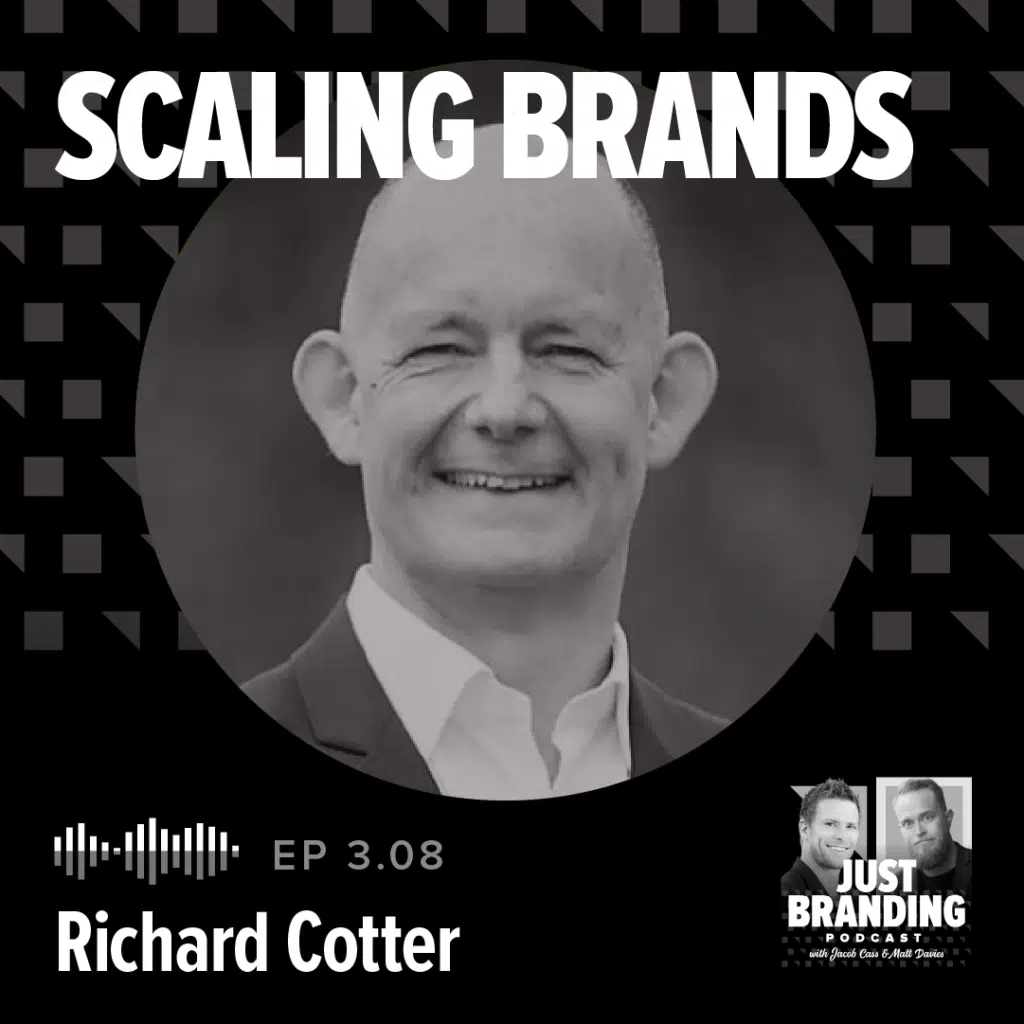 SCALING BRANDS
EP 3.08
Richard Cotter
JUST
BRANDING
PODCAST
with Jacob Cass & Matt Davies